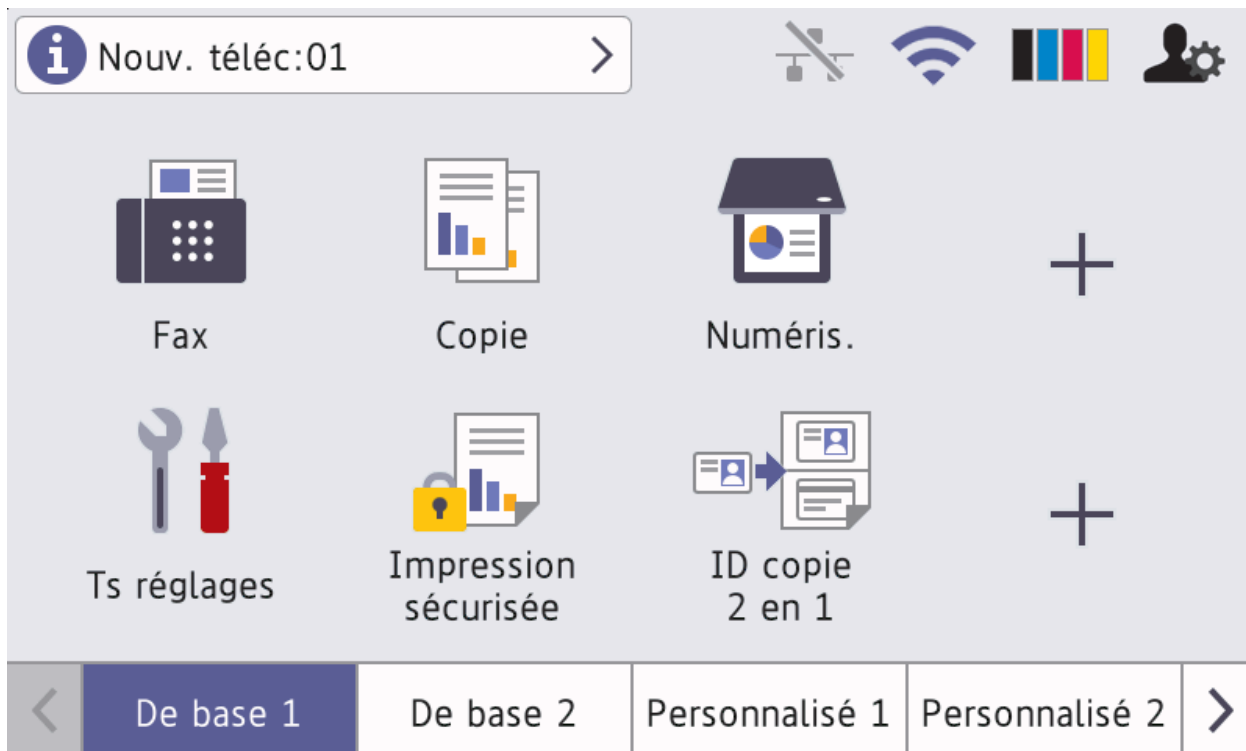 Nouv. téléc:01
Fax
Copie
Numéris.
Ts réglages
Impression
sécurisée
ID copie
2 en 1
De base 1
De base 2
Personnalisé 1
Personnalisé 2